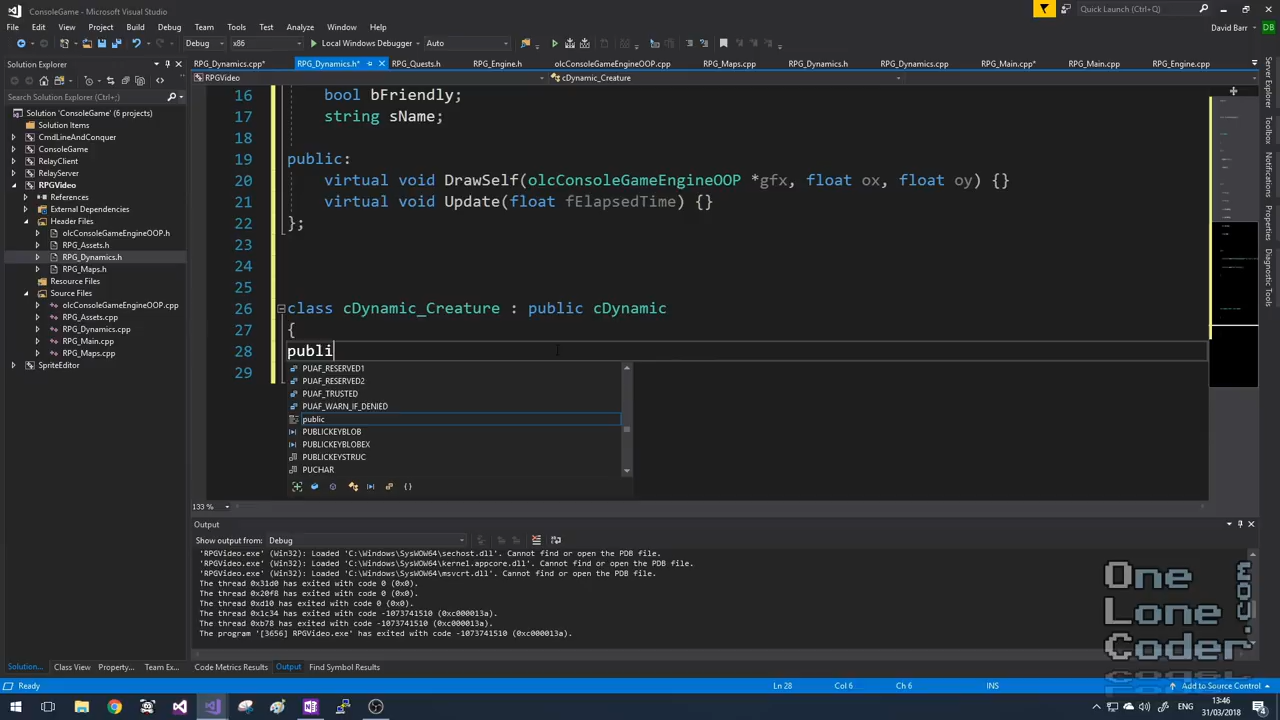 ConsoleGame - Microsoft Visual Studio
Quick Launch (Ctrl+Q)
File Edit View Project Build Debug Team Tools Test Analyze Window Help
David Barr DB
Debug x86 Local Windows Debugger Auto
Solution Explorer
RPG_Dynamics.cpp* RPG_Dynamics.h* RPG_Quests.h RPG_Engine.h olcConsoleGameEngineOOP.cpp RPG_Maps.cpp RPG_Dynamics.h RPG_Dynamics.cpp RPG_Main.cpp* RPG_Main.cpp RPG_Engine.cpp
RPGVideo cDynamic_Creature
Search Solution Explorer (Ctrl+;)
Solution 'ConsoleGame' (6 projects)
Solution Items
CmdLineAndConquer
ConsoleGame
RelayClient
RelayServer
RPGVideo
References
External Dependencies
Header Files
olcConsoleGameEngineOOP.h
RPG_Assets.h
RPG_Dynamics.h
RPG_Maps.h
Resource Files
Source Files
olcConsoleGameEngineOOP.cpp
RPG_Assets.cpp
RPG_Dynamics.cpp
RPG_Main.cpp
RPG_Maps.cpp
SpriteEditor
16 bool bFriendly;
17 string sName;
18
19 public:
20 virtual void DrawSelf(olcConsoleGameEngineOOP *gfx, float ox, float oy) {}
21 virtual void Update(float fElapsedTime) {}
22 };
23
24
25
26 class cDynamic_Creature : public cDynamic
27 {
28 publi
29
PUAF_RESERVED1
PUAF_RESERVED2
PUAF_TRUSTED
PUAF_WARN_IF_DENIED
public
PUBLICKEYBLOB
PUBLICKEYBLOBEX
PUBLICKEYSTRUC
PUCHAR
133 %
Output
Show output from: Debug
'RPGVideo.exe' (Win32): Loaded 'C:\Windows\SysWOW64\sechost.dll'. Cannot find or open the PDB file.
'RPGVideo.exe' (Win32): Loaded 'C:\Windows\SysWOW64\kernel.appcore.dll'. Cannot find or open the PDB file.
'RPGVideo.exe' (Win32): Loaded 'C:\Windows\SysWOW64\msvcrt.dll'. Cannot find or open the PDB file.
The thread 0x31d0 has exited with code 0 (0x0).
The thread 0x20f8 has exited with code 0 (0x0).
The thread 0xd10 has exited with code 0 (0x0).
The thread 0x1c34 has exited with code -1073741510 (0xc000013a).
The thread 0xb78 has exited with code -1073741510 (0xc000013a).
The program '[3656] RPGVideo.exe' has exited with code -1073741510 (0xc000013a).
Solution... Class View Property... Team Ex...
Code Metrics Results Output Find Symbol Results
Ready Ln 28 Col 6 Ch 6 INS Add to Source Control
Server Explorer
Toolbox
Notifications
Properties
Diagnostic Tools
One
Lone
Coder
.com
ENG
13:46
31/03/2018
4